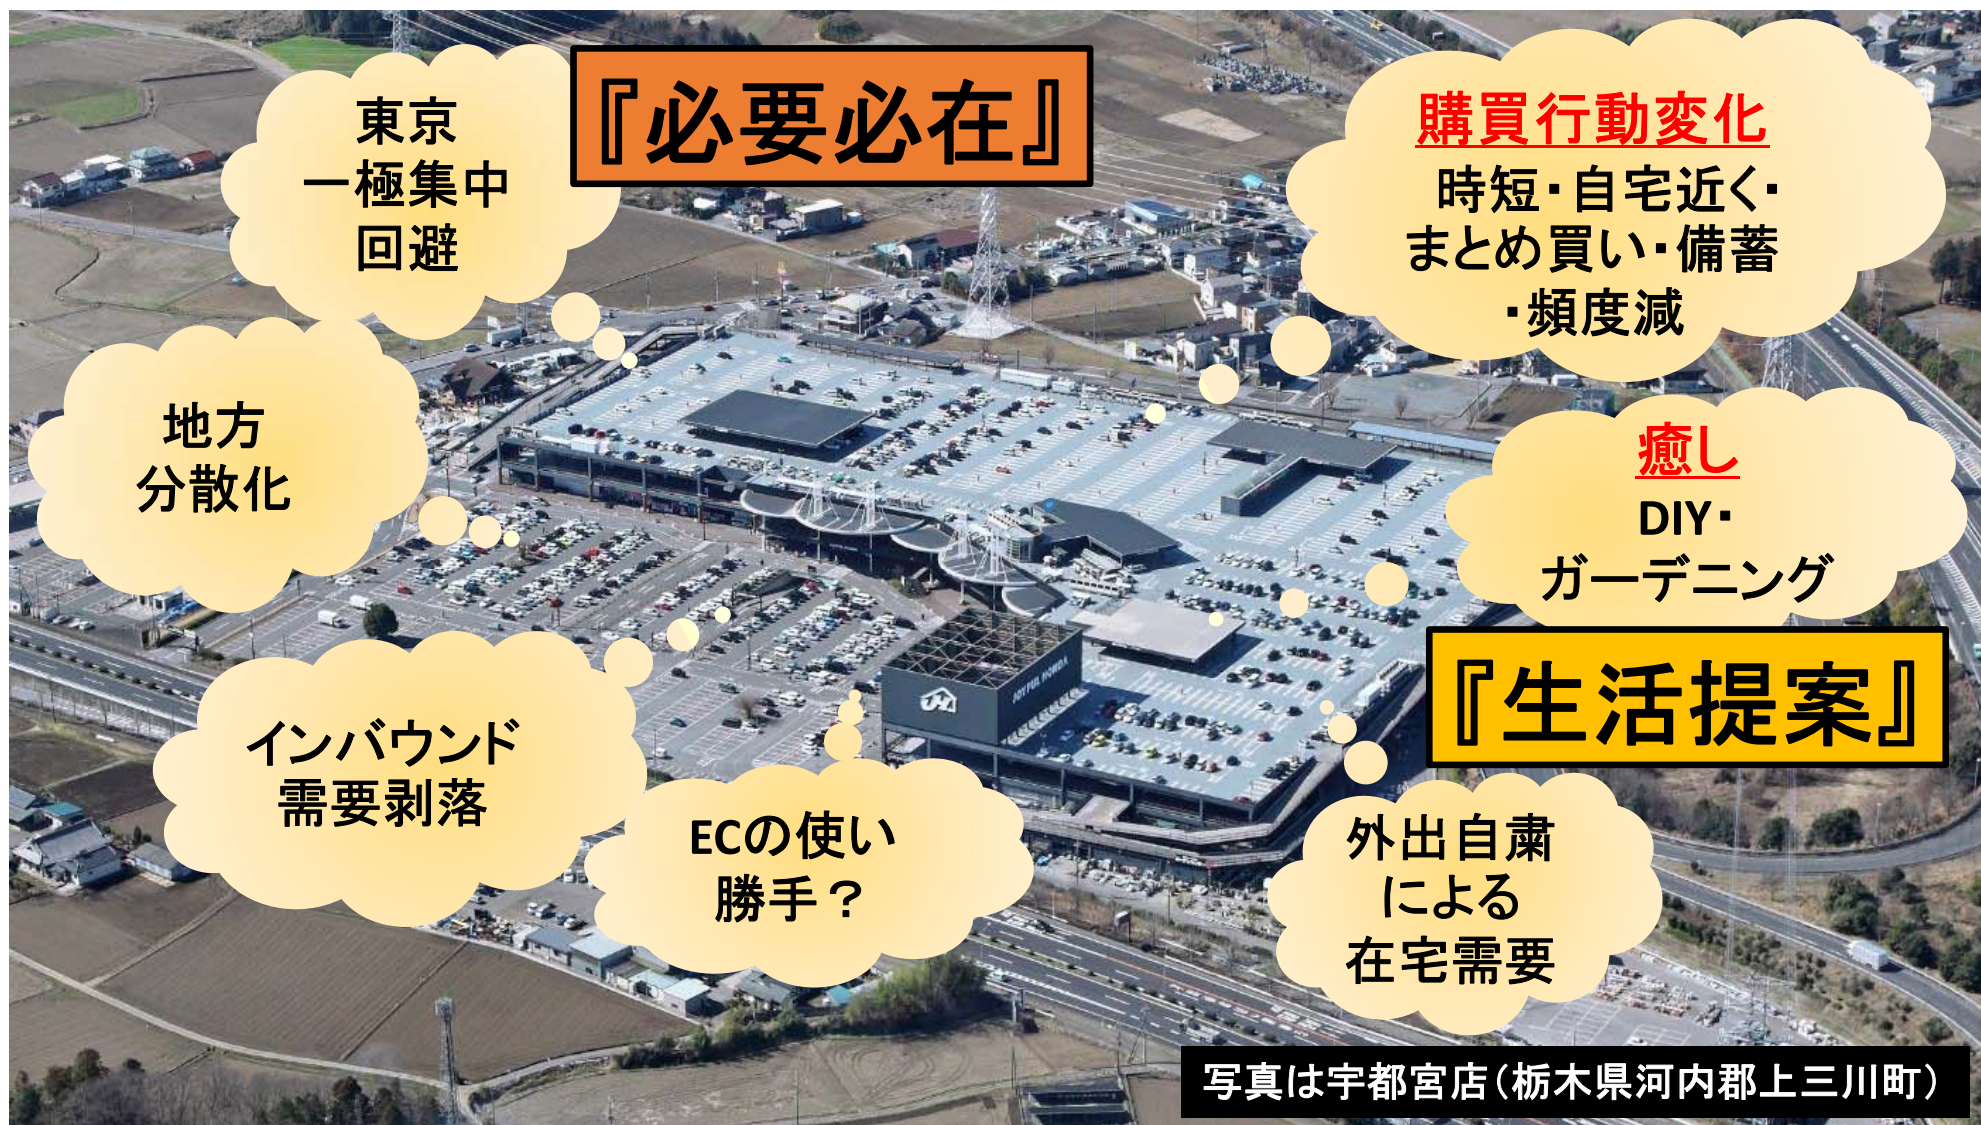 『必要必在』
東京
一極集中
回避
購買行動変化
時短・自宅近く・
まとめ買い・備蓄
・頻度減
地方
分散化
癒し
DIY・
ガーデニング
『生活提案』
インバウンド
需要剥落
ECの使い
勝手？
外出自粛
による
在宅需要
JOYFUL HONDA
写真は宇都宮店（栃木県河内郡上三川町）